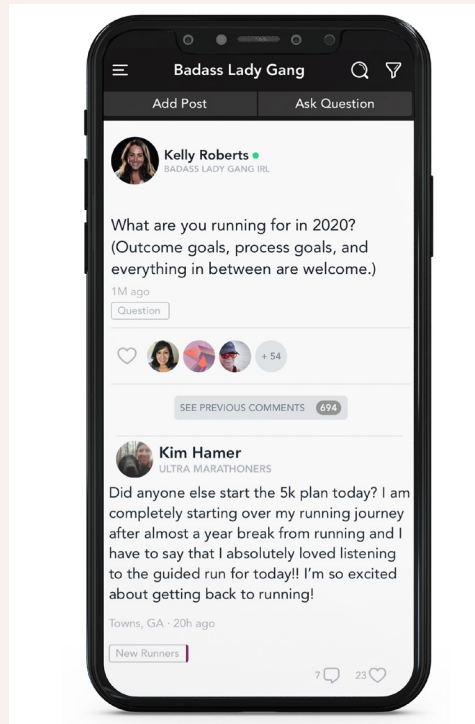 Badass Lady Gang
Add Post
Ask Question
Kelly Roberts
BADASS LADY GANG IRL
What are you running for in 2020?
(Outcome goals, process goals, and
everything in between are welcome.)
1M ago
Question
+ 54
SEE PREVIOUS COMMENTS 694
Kim Hamer
ULTRA MARATHONERS
Did anyone else start the 5k plan today? I am
completely starting over my running journey
after almost a year break from running and I
have to say that I absolutely loved listening
to the guided run for today!! I'm so excited
about getting back to running!
Towns, GA · 20h ago
New Runners
7
23